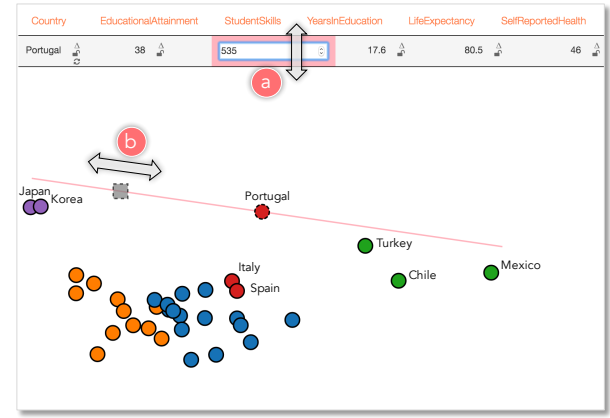 Country EducationalAttainment StudentSkills YearsInEducation LifeExpectancy SelfReportedHealth
Portugal 38 535 17.6 80.5 46
a
b
Japan
Korea
Portugal
Turkey
Italy
Mexico
Chile
Spain